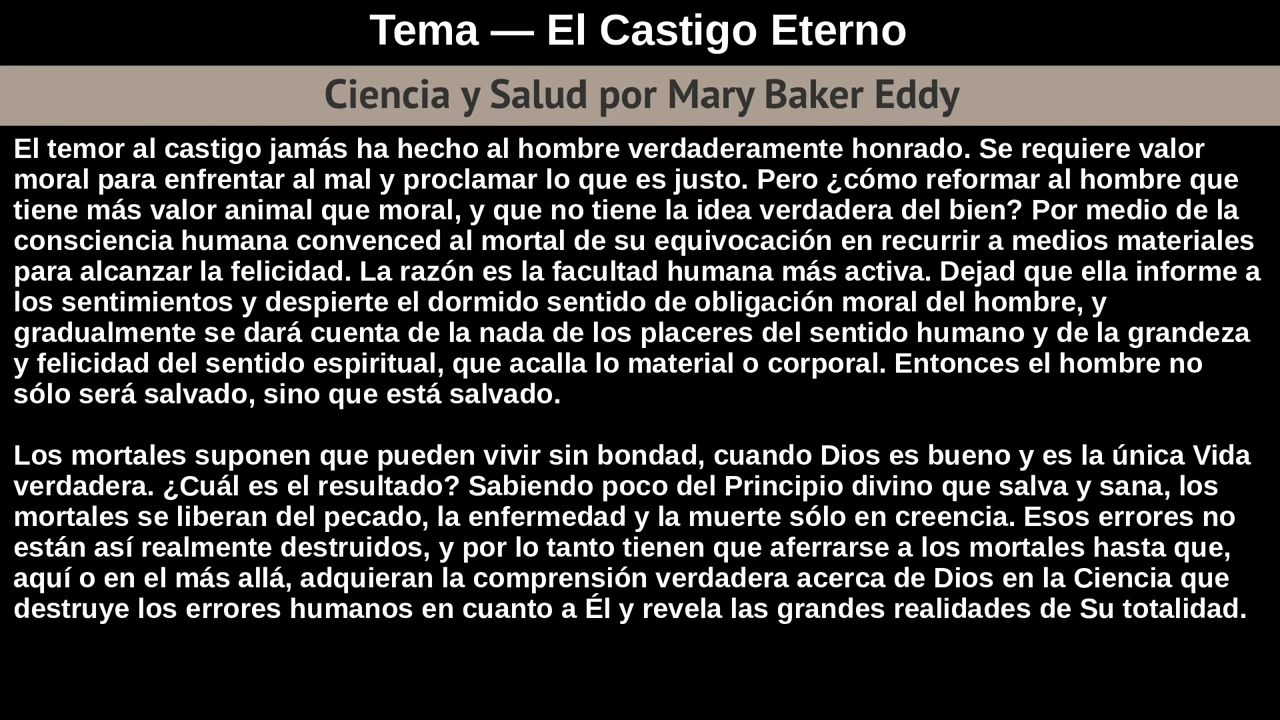 Tema — El Castigo Eterno
Ciencia y Salud por Mary Baker Eddy
El temor al castigo jamás ha hecho al hombre verdaderamente honrado. Se requiere valor
moral para enfrentar al mal y proclamar lo que es justo. Pero ¿cómo reformar al hombre que
tiene más valor animal que moral, y que no tiene la idea verdadera del bien? Por medio de la
consciencia humana convenced al mortal de su equivocación en recurrir a medios materiales
para alcanzar la felicidad. La razón es la facultad humana más activa. Dejad que ella informe a
los sentimientos y despierte el dormido sentido de obligación moral del hombre, y
gradualmente se dará cuenta de la nada de los placeres del sentido humano y de la grandeza
y felicidad del sentido espiritual, que acalla lo material o corporal. Entonces el hombre no
sólo será salvado, sino que está salvado.
Los mortales suponen que pueden vivir sin bondad, cuando Dios es bueno y es la única Vida
verdadera. ¿Cuál es el resultado? Sabiendo poco del Principio divino que salva y sana, los
mortales se liberan del pecado, la enfermedad y la muerte sólo en creencia. Esos errores no
están así realmente destruidos, y por lo tanto tienen que aferrarse a los mortales hasta que,
aquí o en el más allá, adquieran la comprensión verdadera acerca de Dios en la Ciencia que
destruye los errores humanos en cuanto a Él y revela las grandes realidades de Su totalidad.